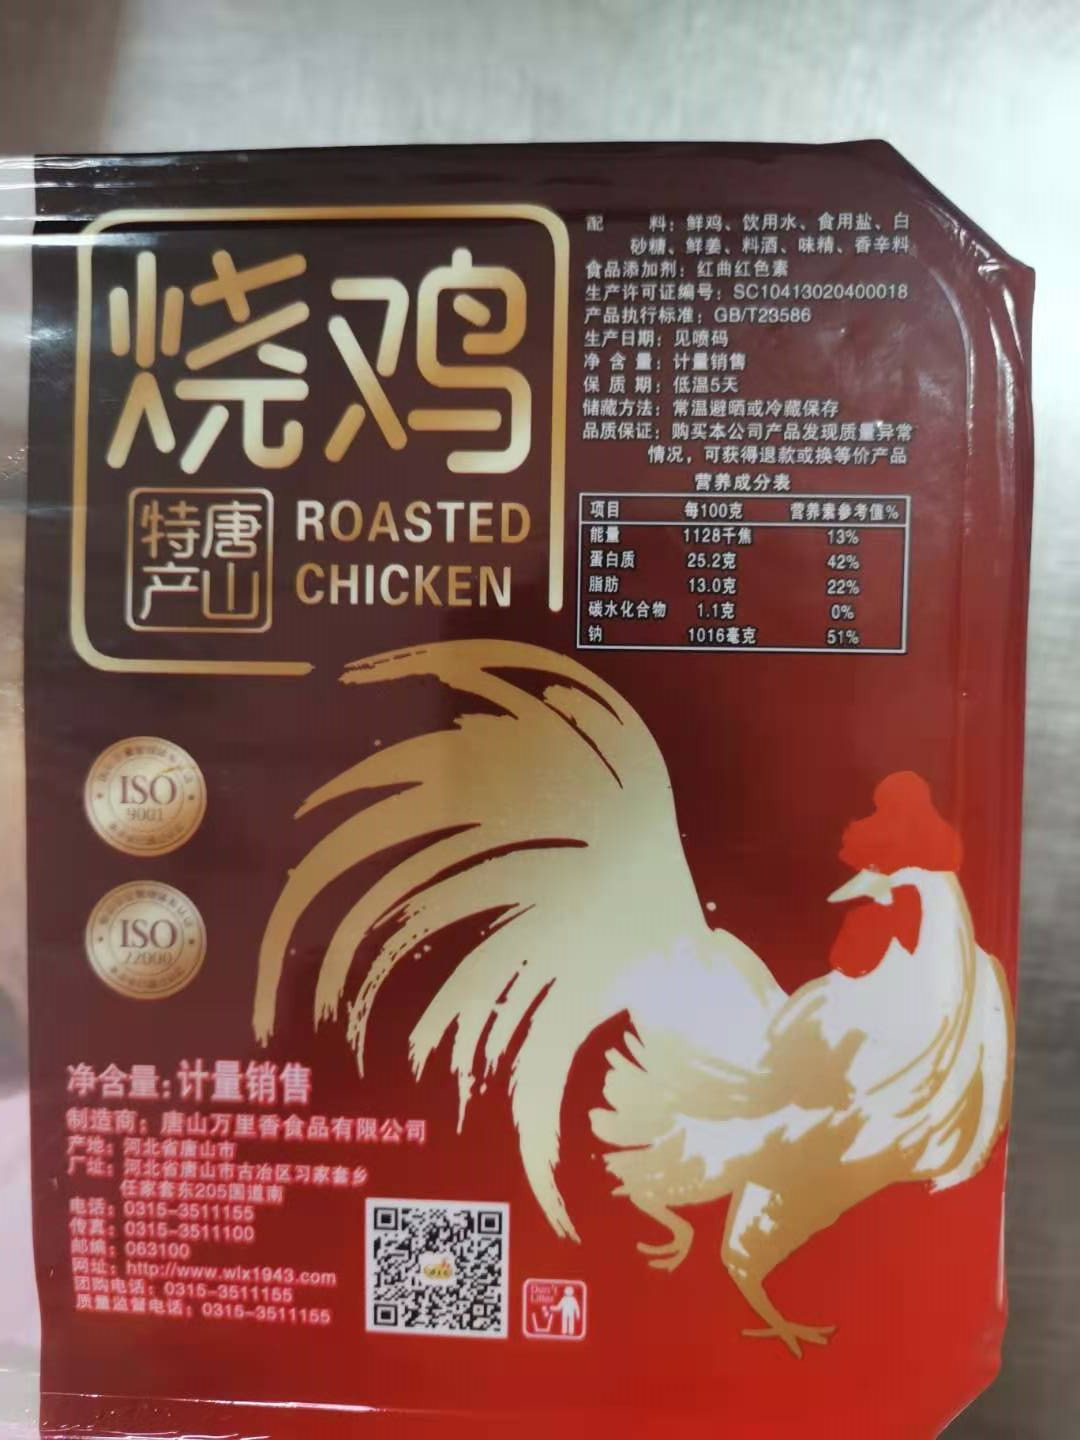 烧鸡
唐山
特产
ROASTED
CHICKEN
配 料：鲜鸡、饮用水、食用盐、白
砂糖、鲜姜、料酒、味精、香辛料
食品添加剂：红曲红色素
生产许可证编号：SC10413020400018
产品执行标准：GB/T23586
生产日期：见喷码
净 含 量：计量销售
保 质 期：低温5天
储藏方法：常温避晒或冷藏保存
品质保证：购买本公司产品发现质量异常
情况，可获得退款或换等价产品
营养成分表
项目 每100克 营养素参考值%
能量 1128千焦 13%
蛋白质 25.2克 42%
脂肪 13.0克 22%
碳水化合物 1.1克 0%
钠 1016毫克 51%
ISO
9001
ISO
22000
净含量：计量销售
制造商：唐山万里香食品有限公司
产地：河北省唐山市
厂址：河北省唐山市古冶区习家套乡
任家套东205国道南
电话：0315-3511155
传真：0315-3511100
邮编：063100
网址：http://www.wlx1943.com
团购电话：0315-3511155
质量监督电话：0315-3511155
Don't
Litter